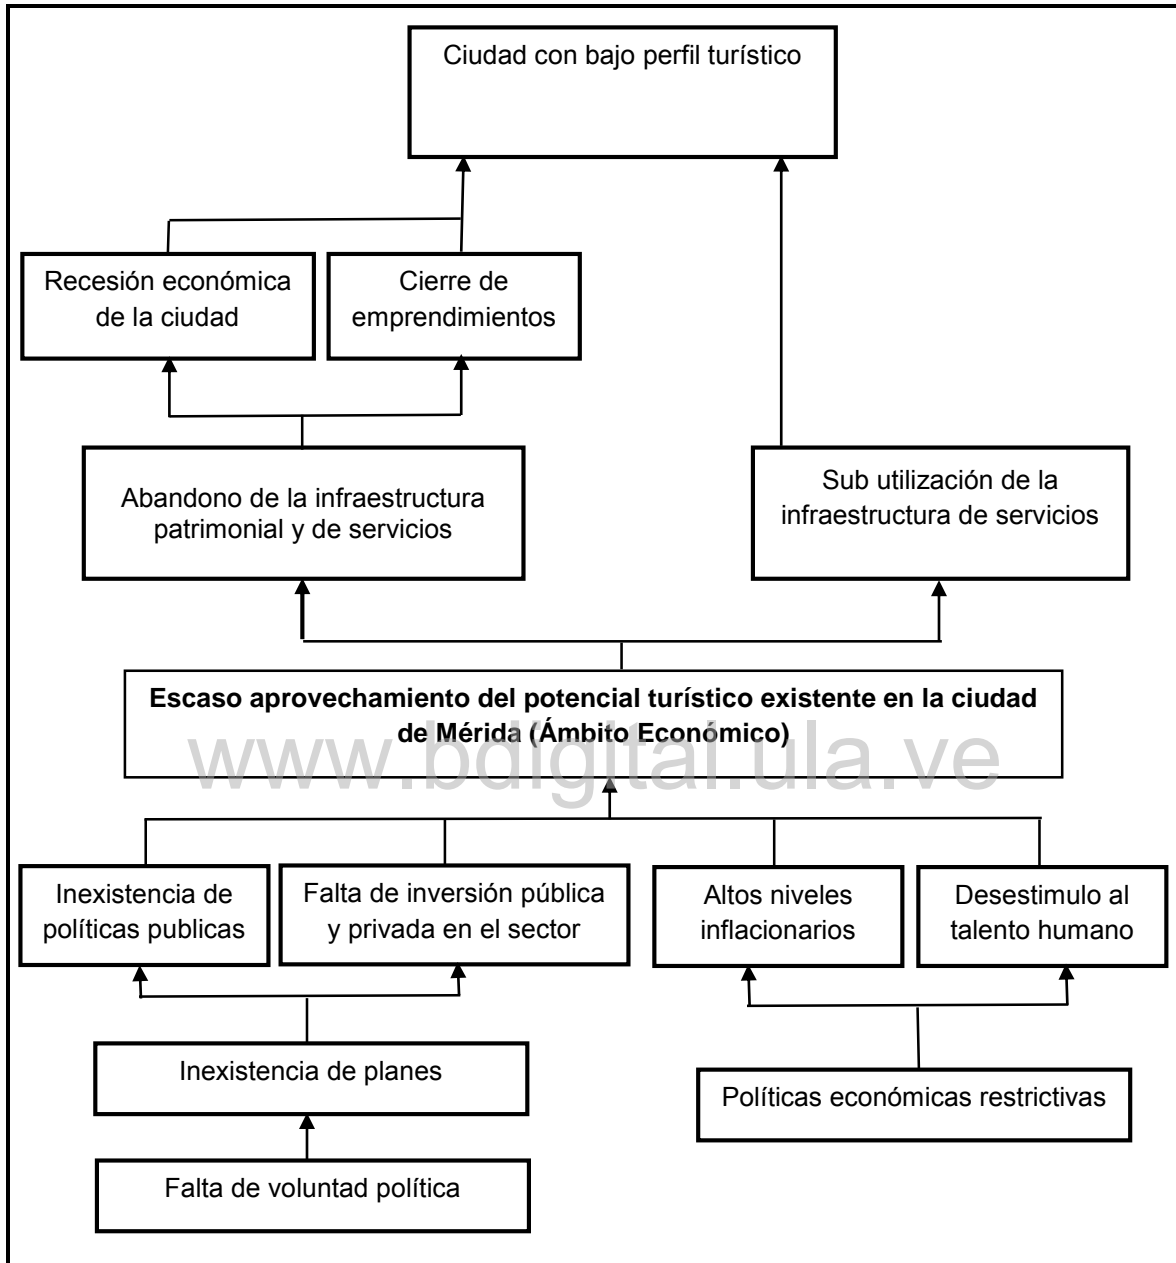 Ciudad con bajo perfil turístico
Recesión económica
de la ciudad
Cierre de
emprendimientos
Abandono de la infraestructura
patrimonial y de servicios
Sub utilización de la
infraestructura de servicios
Escaso aprovechamiento del potencial turístico existente en la ciudad
de Mérida (Ámbito Económico)
www.bdigital.ula.ve
Inexistencia de
políticas publicas
Falta de inversión pública
y privada en el sector
Altos niveles
inflacionarios
Desestimulo al
talento humano
Inexistencia de planes
Políticas económicas restrictivas
Falta de voluntad política